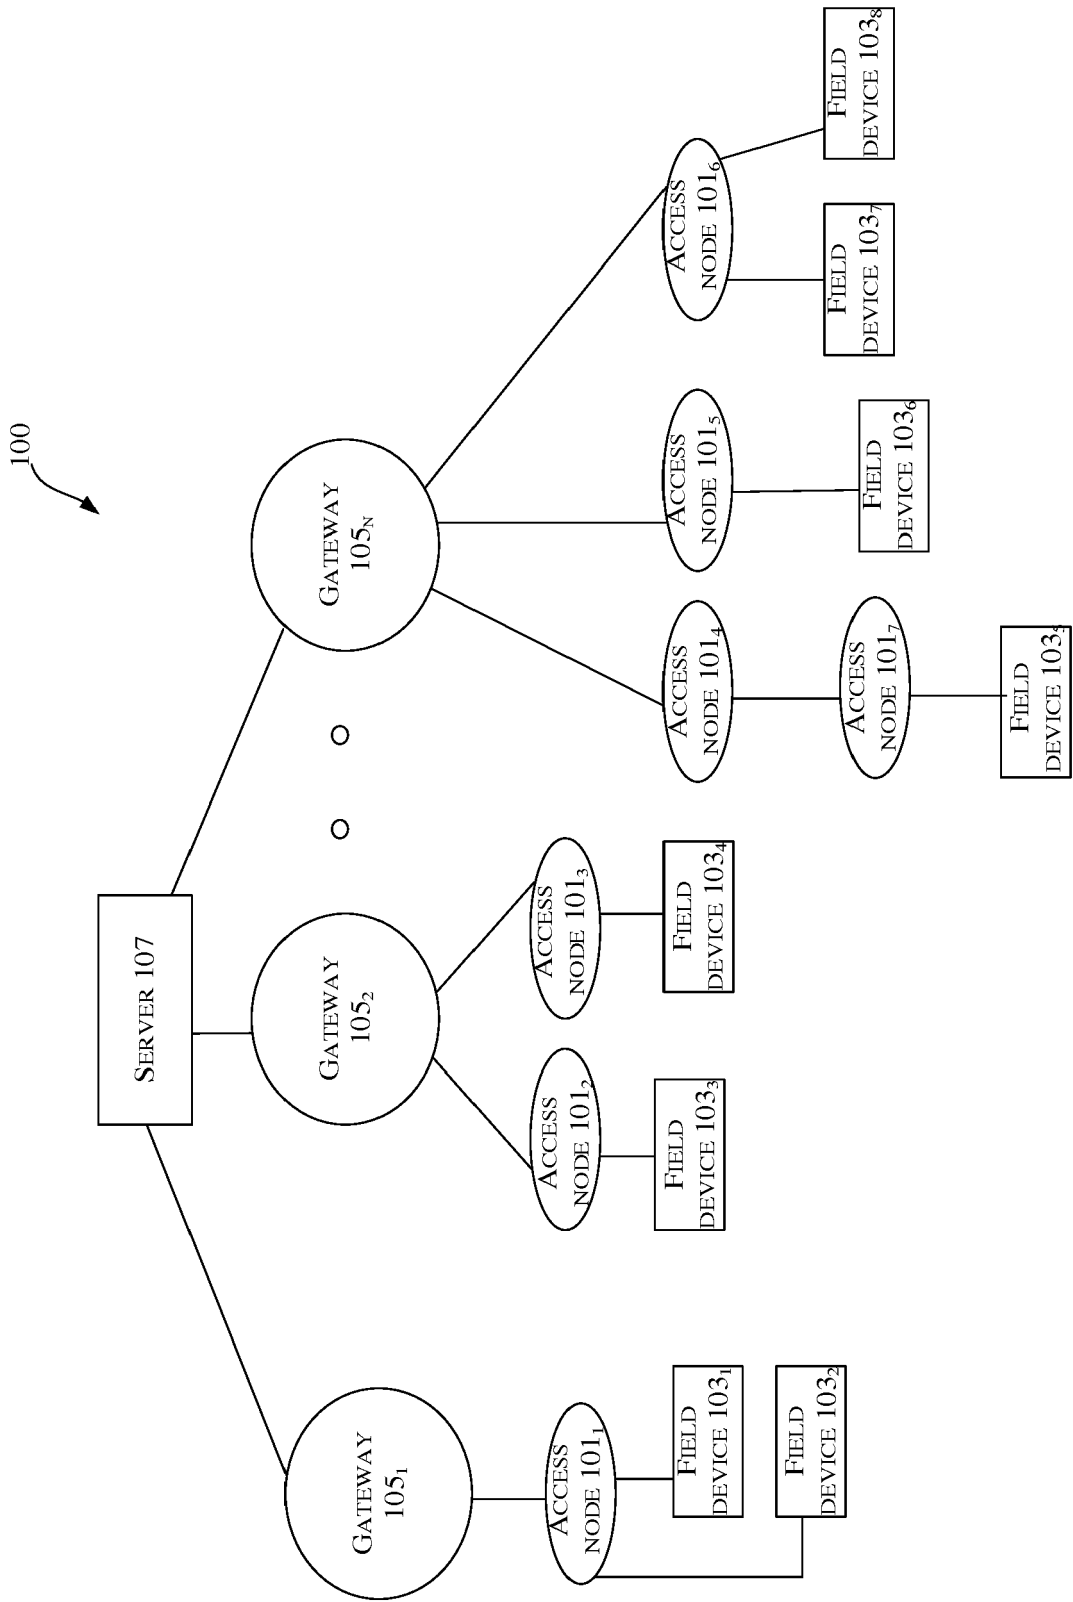 100
SERVER 107
GATEWAY
105₁
GATEWAY
105₂
GATEWAY
105N
ACCESS
NODE 101₁
FIELD
DEVICE 103₁
FIELD
DEVICE 103₂
ACCESS
NODE 101₂
FIELD
DEVICE 103₃
ACCESS
NODE 101₃
FIELD
DEVICE 103₄
ACCESS
NODE 101₄
ACCESS
NODE 101₇
FIELD
DEVICE 103₅
ACCESS
NODE 101₅
FIELD
DEVICE 103₆
ACCESS
NODE 101₆
FIELD
DEVICE 103₇
FIELD
DEVICE 103₈